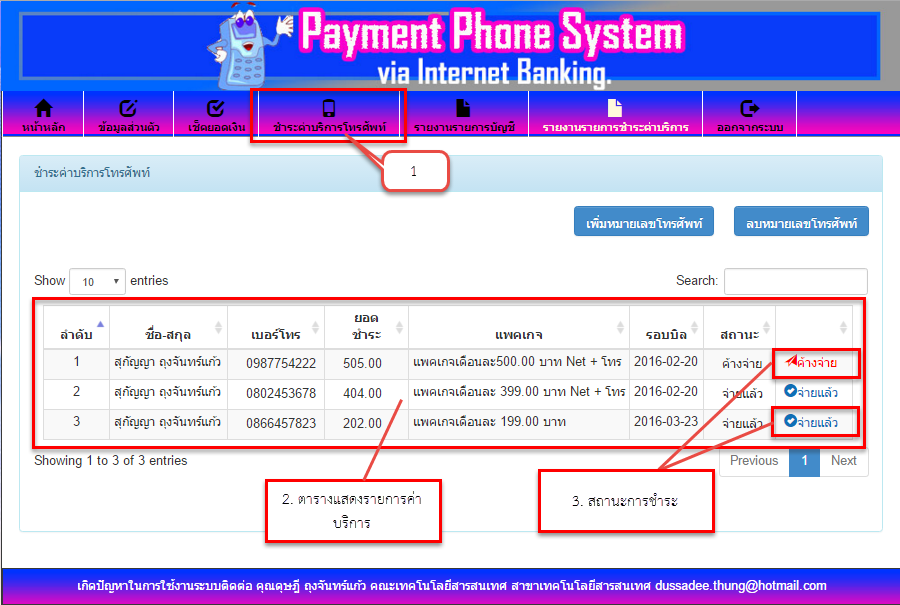 Payment Phone System
via Internet Banking.
หน้าหลัก ข้อมูลส่วนตัว เช็คยอดเงิน ชำระค่าบริการโทรศัพท์ รายงานรายการบัญชี รายงานรายการชำระค่าบริการ ออกจากระบบ
1
ชำระค่าบริการโทรศัพท์
เพิ่มหมายเลขโทรศัพท์ ลบหมายเลขโทรศัพท์
Show 10 entries Search:
ลำดับ ชื่อ-สกุล เบอร์โทร ยอด ชำระ แพคเกจ รอบบิล สถานะ
1 สุกัญญา ถุงจันทร์แก้ว 0987754222 505.00 แพคเกจเดือนละ500.00 บาท Net + โทร 2016-02-20 ค้างจ่าย ค้างจ่าย
2 สุกัญญา ถุงจันทร์แก้ว 0802453678 404.00 แพคเกจเดือนละ 399.00 บาท Net + โทร 2016-02-20 จ่ายแล้ว จ่ายแล้ว
3 สุกัญญา ถุงจันทร์แก้ว 0866457823 202.00 แพคเกจเดือนละ 199.00 บาท 2016-03-23 จ่ายแล้ว จ่ายแล้ว
Showing 1 to 3 of 3 entries Previous 1 Next
2. ตารางแสดงรายการค่า
บริการ
3. สถานะการชำระ
เกิดปัญหาในการใช้งานระบบติดต่อ คุณดุษฎี ถุงจันทร์แก้ว คณะเทคโนโลยีสารสนเทศ สาขาเทคโนโลยีสารสนเทศ dussadee.thung@hotmail.com